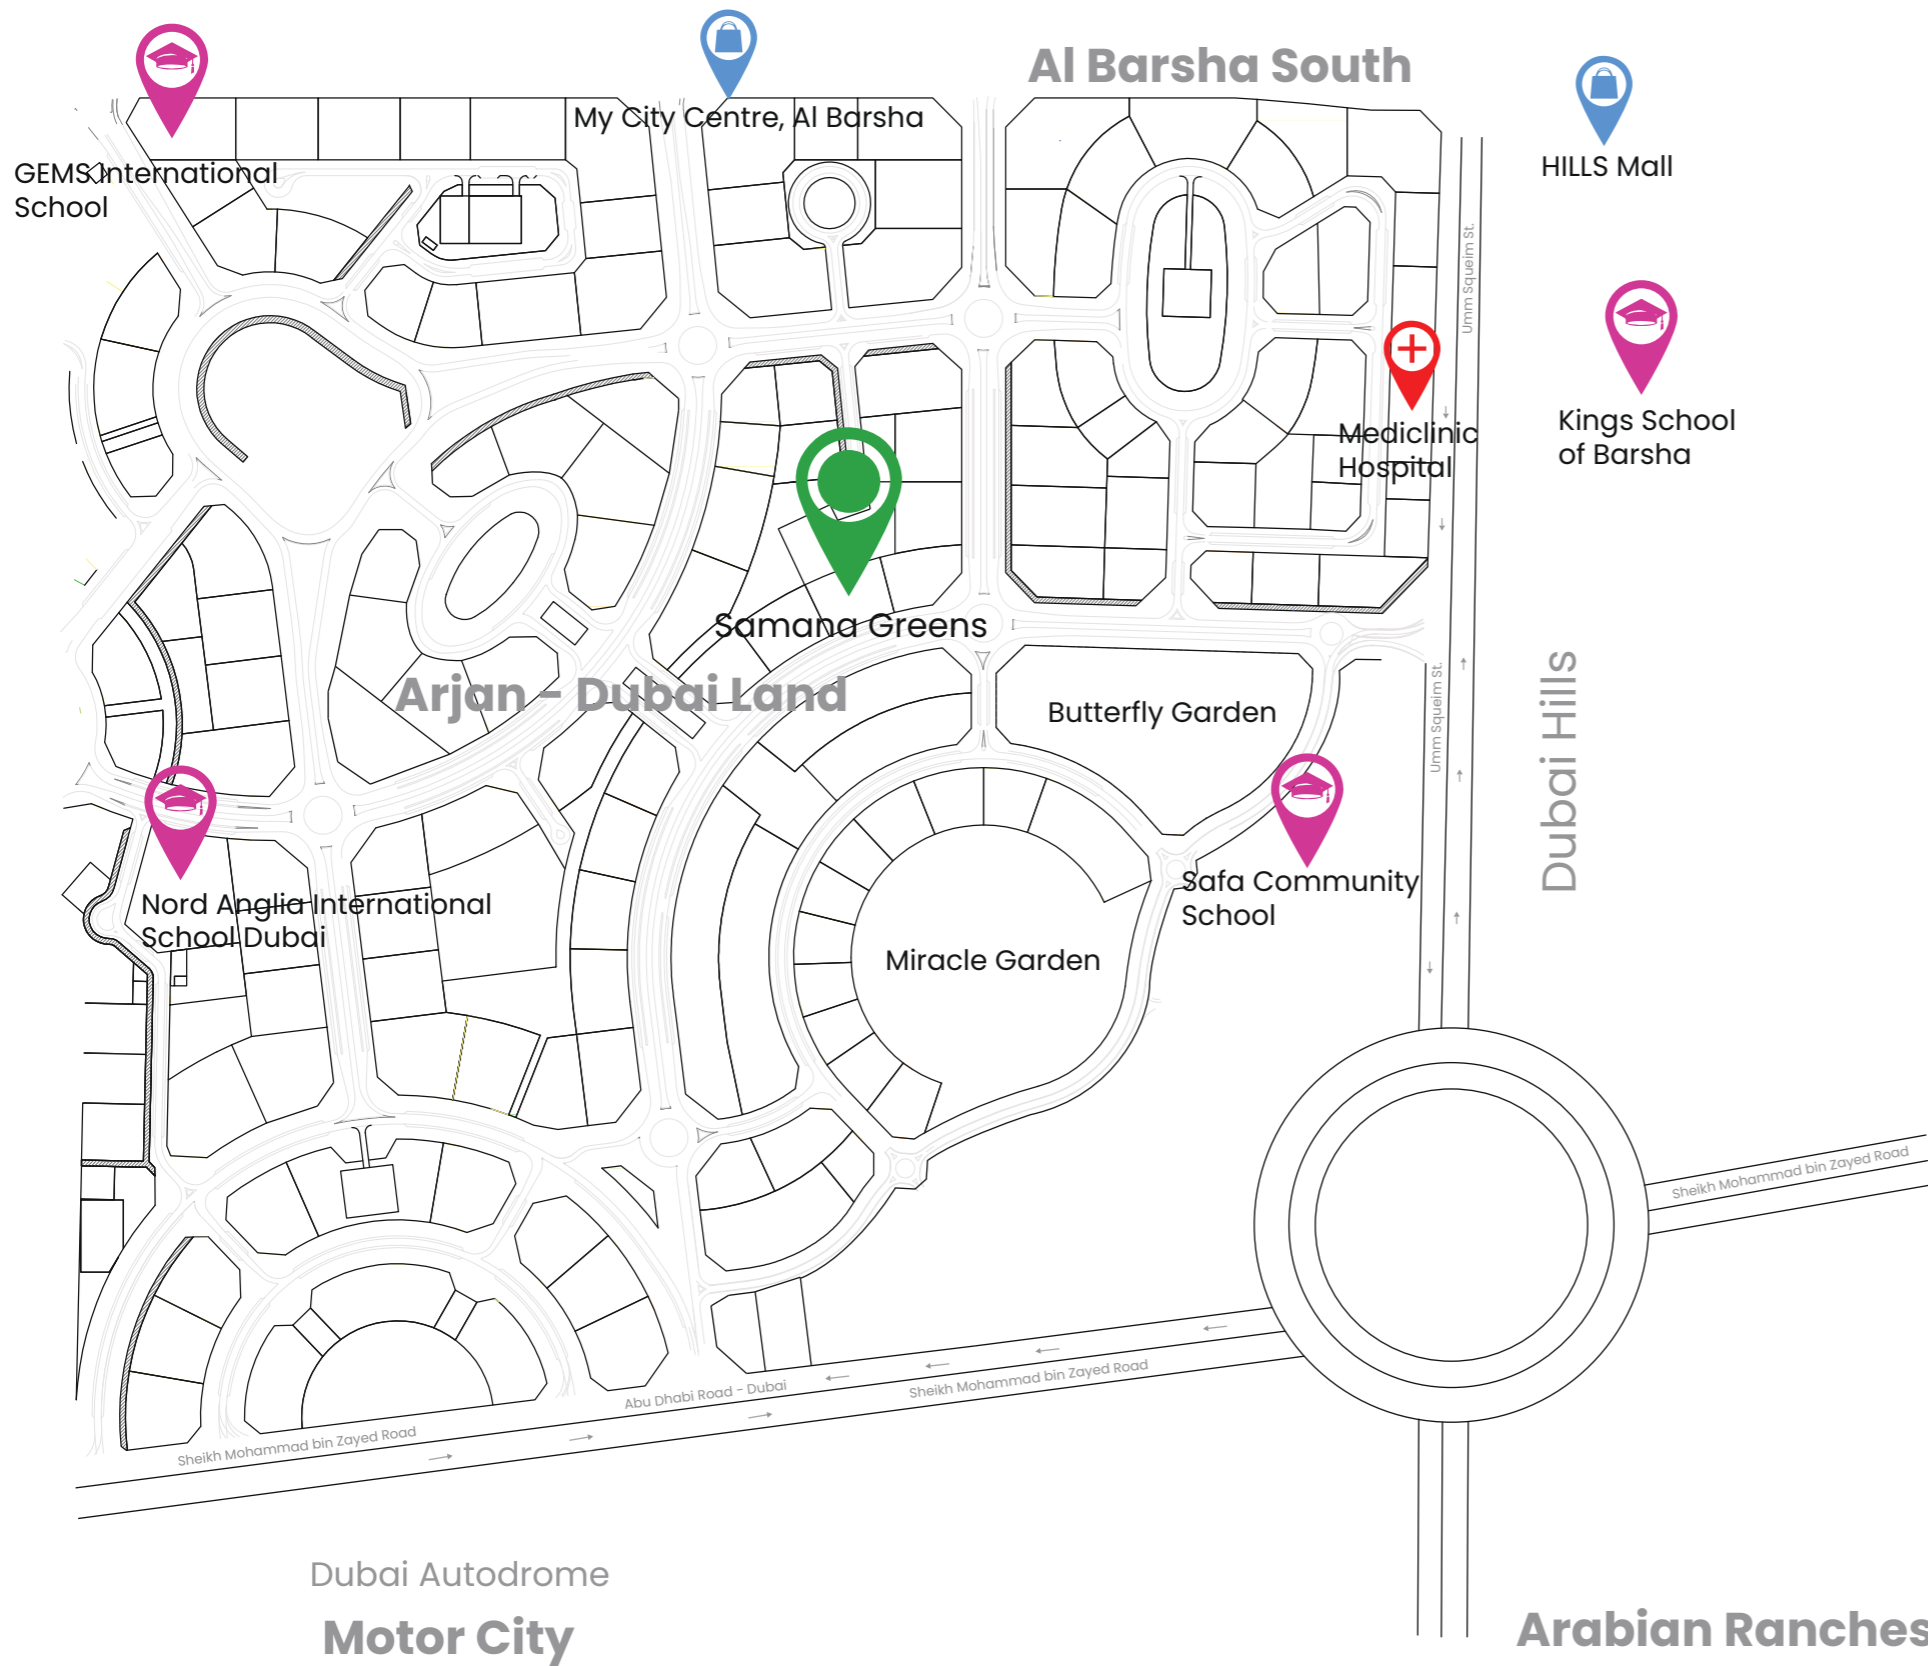 Al Barsha South
My City Centre, Al Barsha
HILLS Mall
GEMS International
School
Umm Squeim St.
Kings School
of Barsha
Mediclinic
Hospital
Samana Greens
Arjan - Dubai Land
Butterfly Garden
Umm Squeim St.
Dubai Hills
Safa Community
School
Nord Anglia International
School Dubai
Miracle Garden
Sheikh Mohammad bin Zayed Road
Abu Dhabi Road - Dubai
Sheikh Mohammad bin Zayed Road
Sheikh Mohammad bin Zayed Road
Dubai Autodrome
Motor City
Arabian Ranches